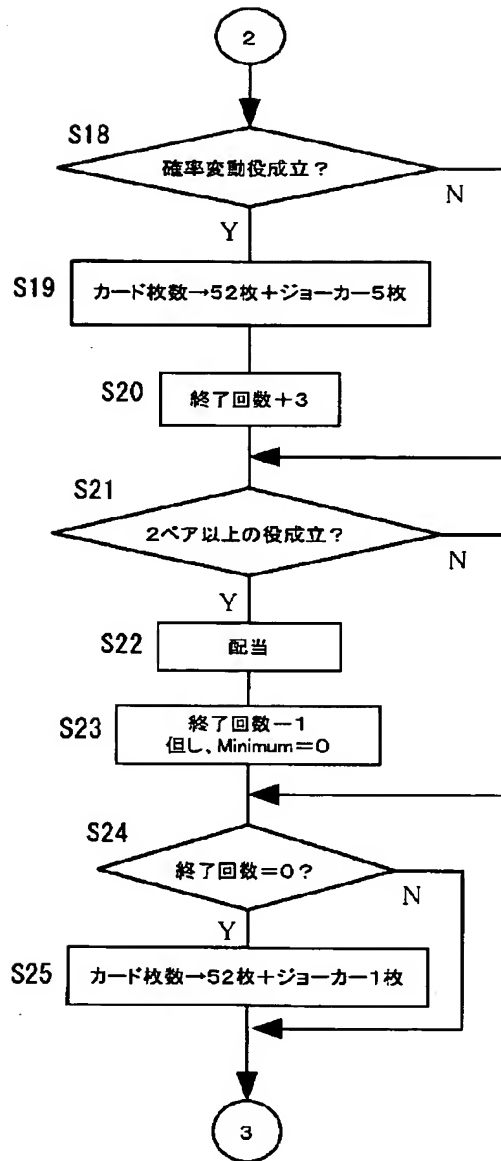 2
S18
確率変動役成立？
N
Y
S19
カード枚数→52枚＋ジョーカー5枚
S20
終了回数＋3
S21
2ペア以上の役成立？
N
Y
S22
配当
S23
終了回数－1
但し、Minimum＝0
S24
終了回数＝0？
N
Y
S25
カード枚数→52枚＋ジョーカー1枚
3